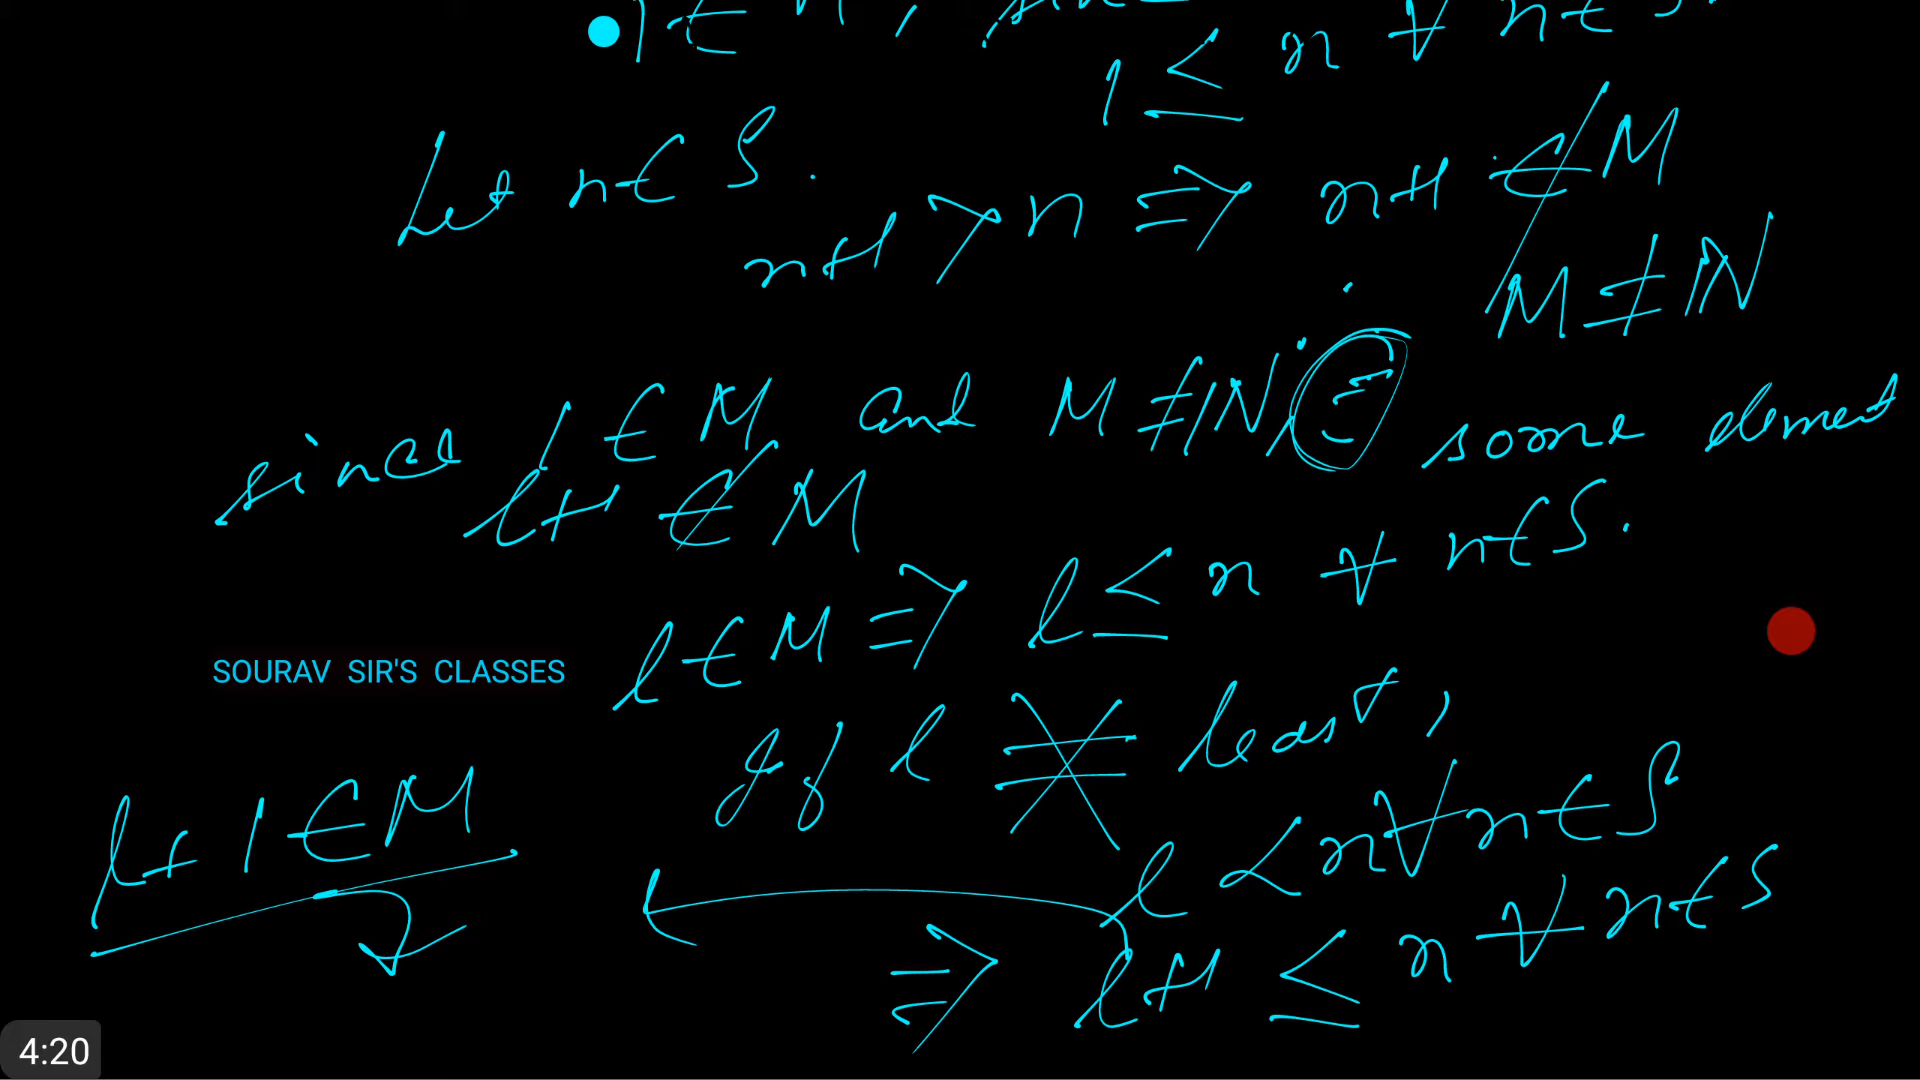 1 ∈
1 ≤ n ∀ n ∈ S.
Let n ∈ S.
n+1 > n ⇒ n+1 ∉ M
M ≠ ℕ
since 1 ∈ M and M ≠ ℕ, ∃ some element
l+1 ∉ M
l ∈ M ⇒ l ≤ n ∀ n ∈ S.
SOURAV SIR'S CLASSES
If l ≠ least,
l < n ∀ n ∈ S
l+1 ∈ M
⇒ l+1 ≤ n ∀ n ∈ S
4:20